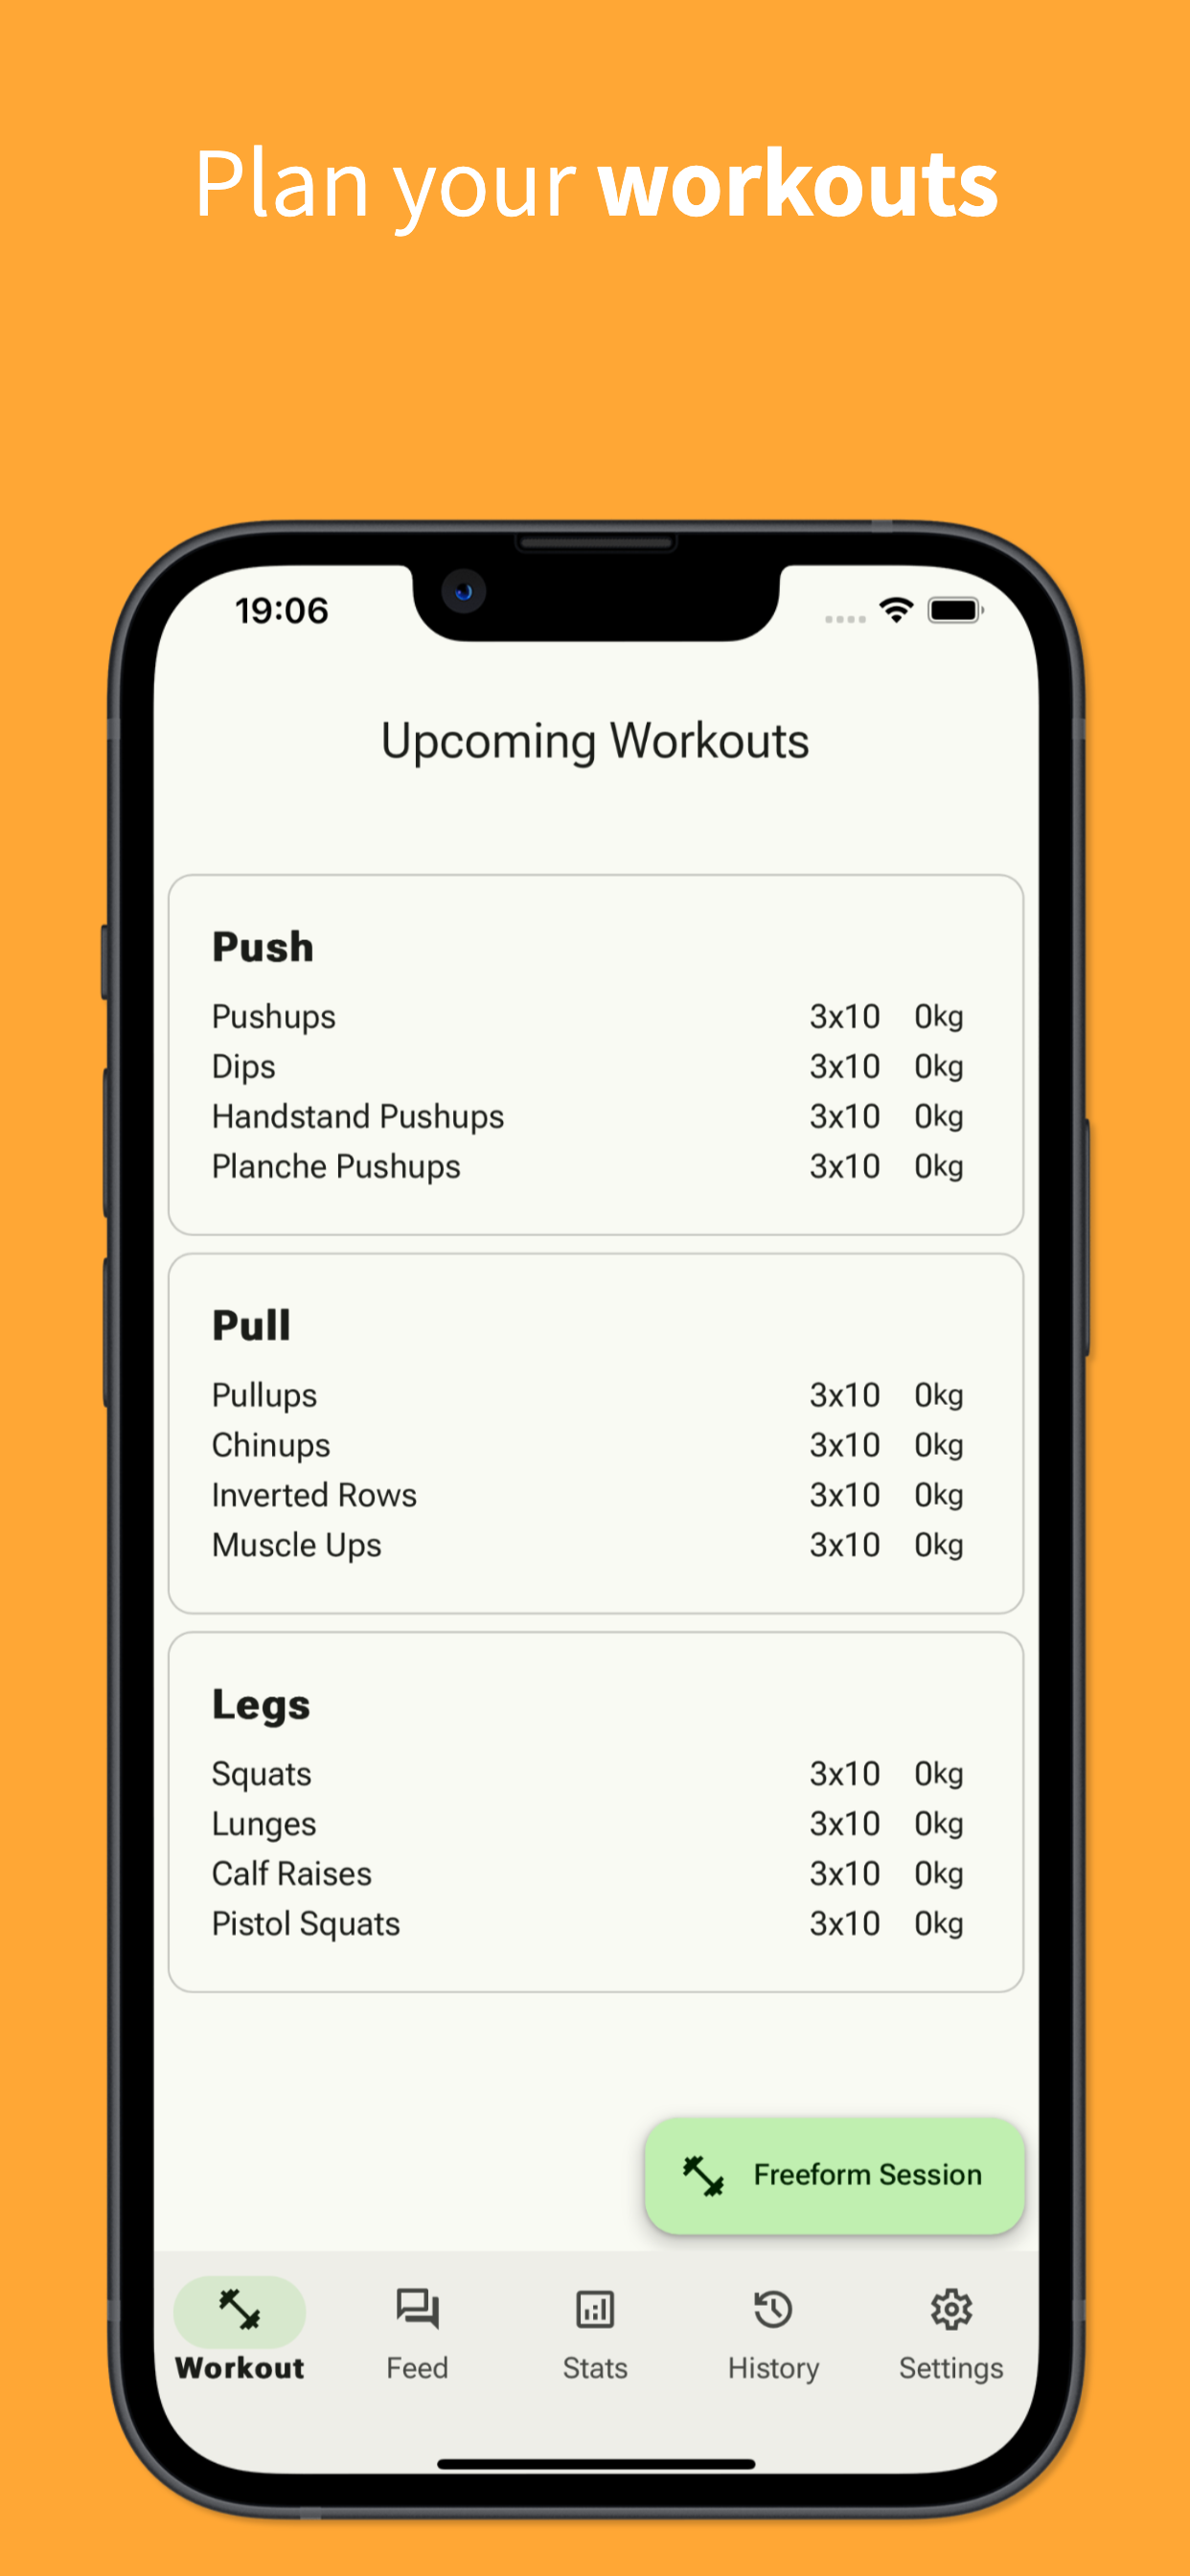 Plan your workouts
19:06
Upcoming Workouts
Push
Pushups 3x10 0kg
Dips 3x10 0kg
Handstand Pushups 3x10 0kg
Planche Pushups 3x10 0kg
Pull
Pullups 3x10 0kg
Chinups 3x10 0kg
Inverted Rows 3x10 0kg
Muscle Ups 3x10 0kg
Legs
Squats 3x10 0kg
Lunges 3x10 0kg
Calf Raises 3x10 0kg
Pistol Squats 3x10 0kg
Freeform Session
Workout Feed Stats History Settings